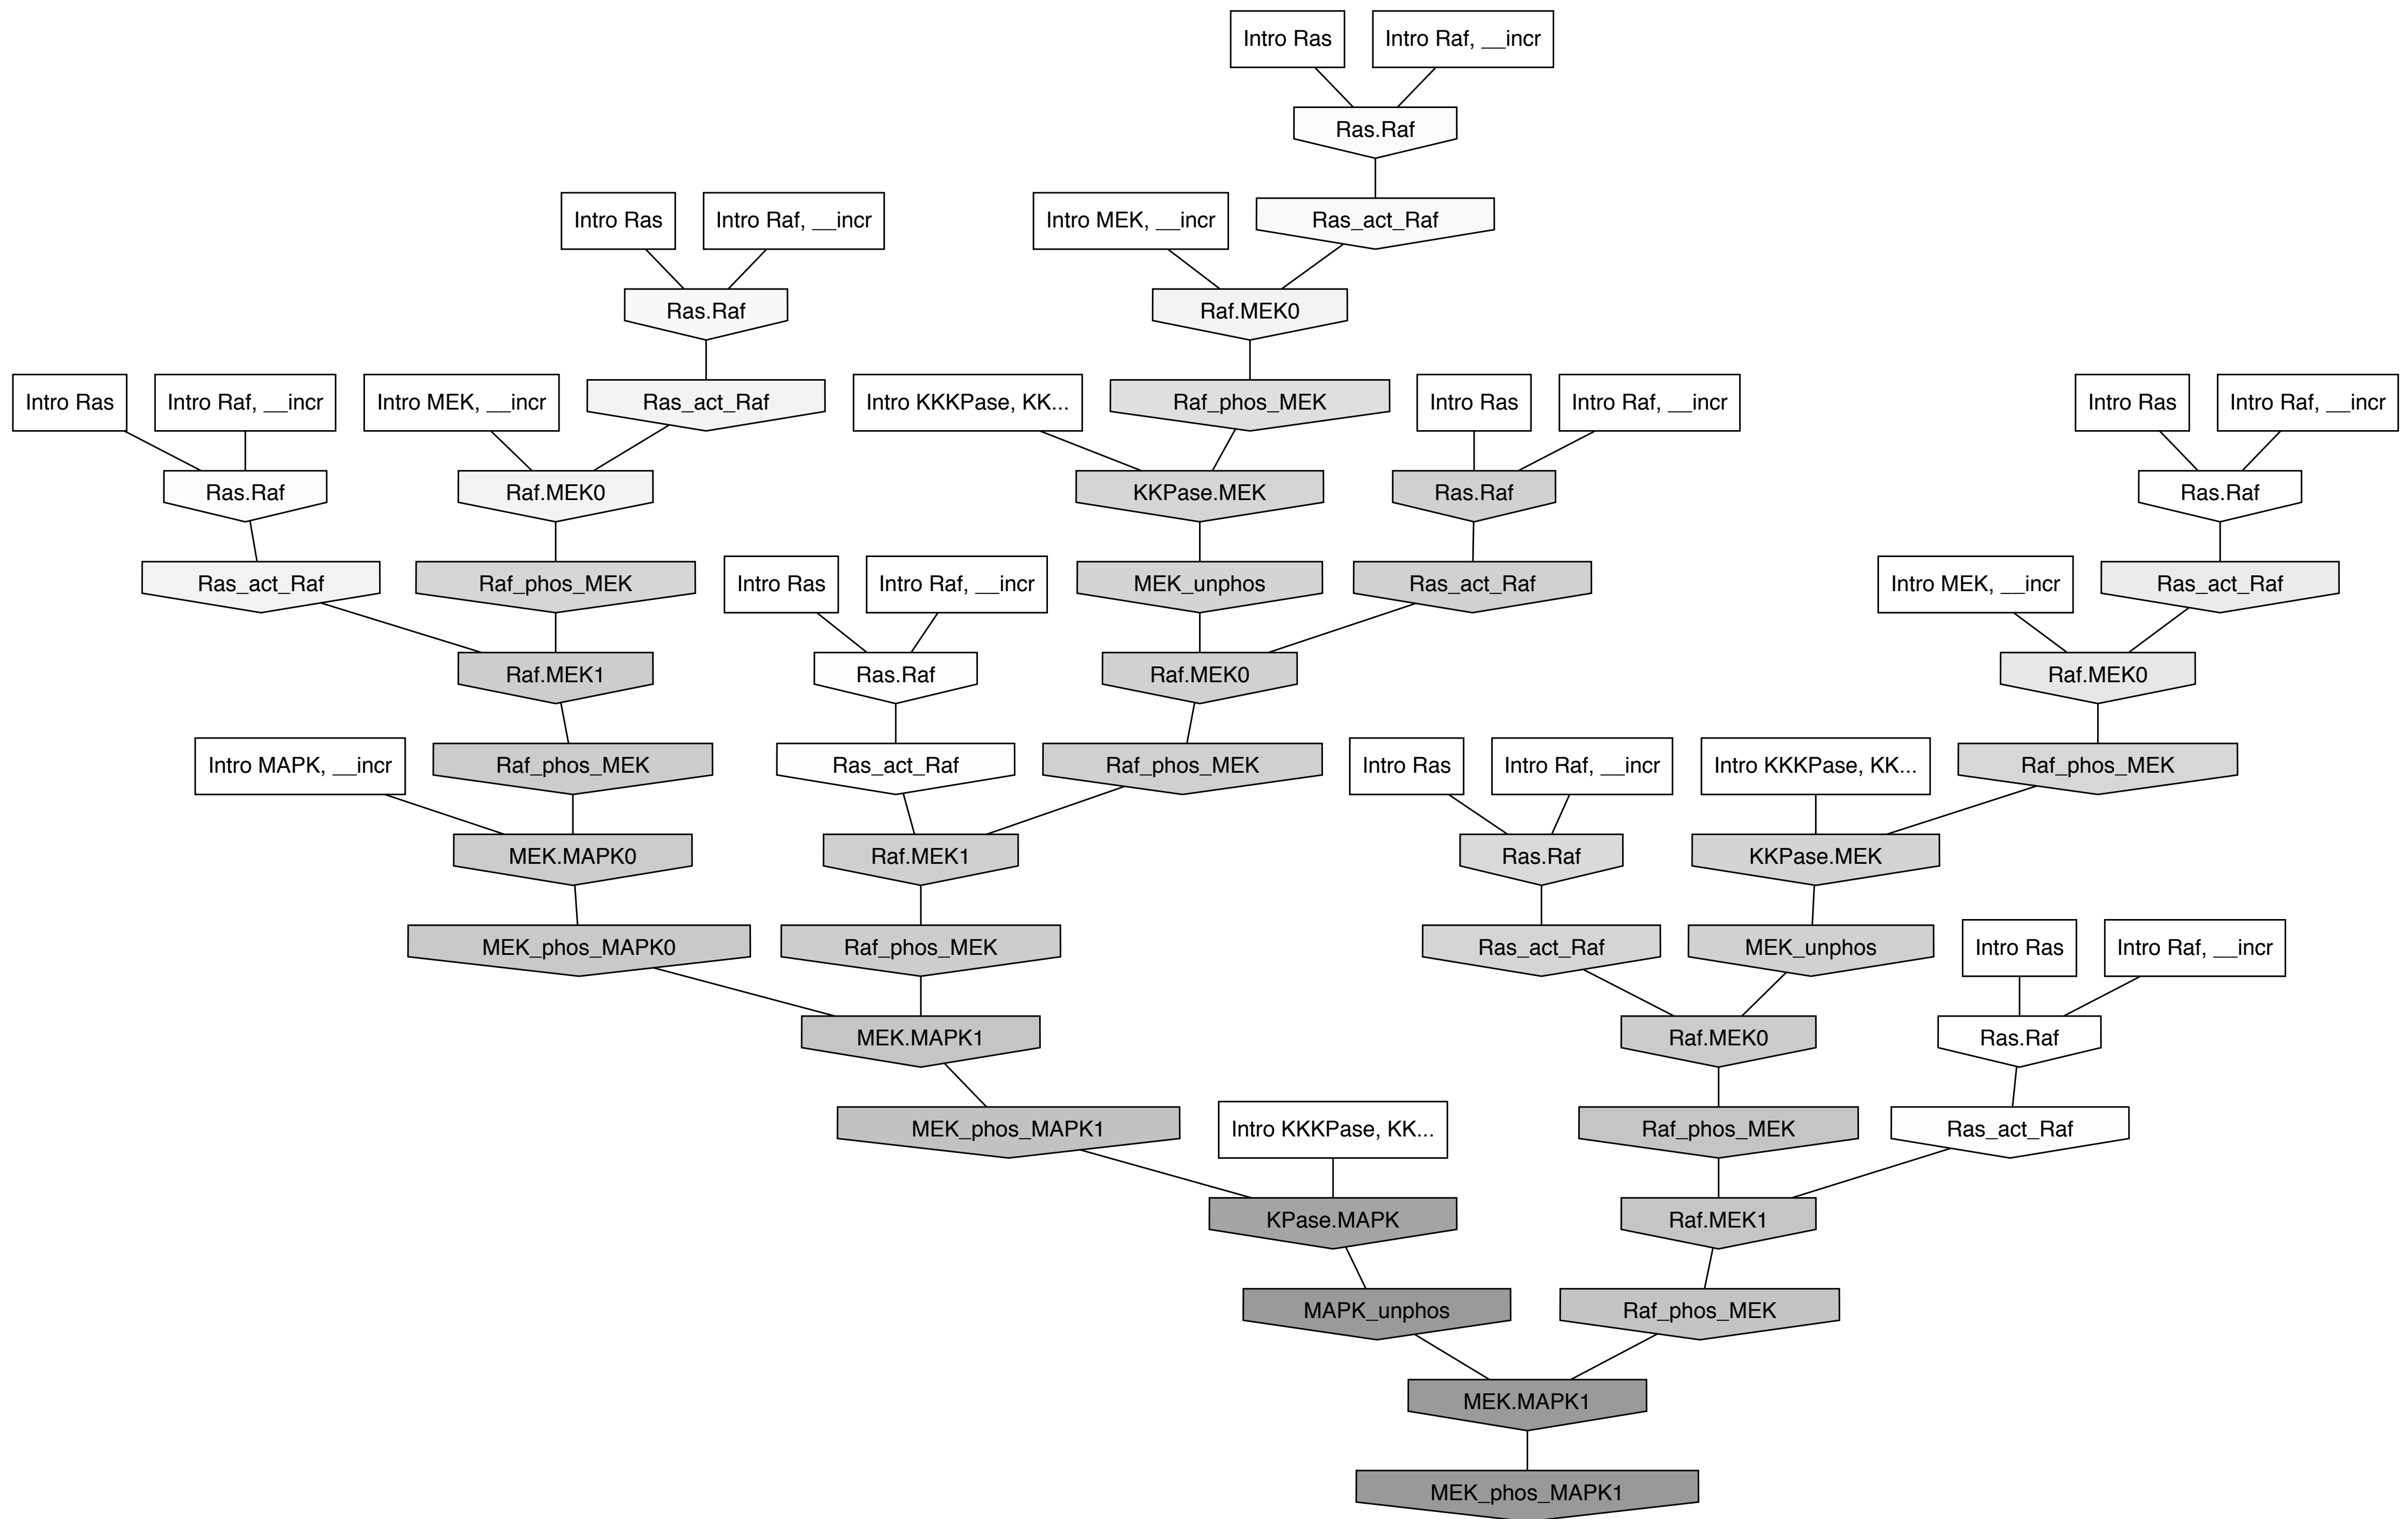 Intro Ras
Intro Raf, __incr
Ras.Raf
Intro Ras
Intro Raf, __incr
Intro MEK, __incr
Ras_act_Raf
Ras.Raf
Raf.MEK0
Intro Ras
Intro Raf, __incr
Intro MEK, __incr
Ras_act_Raf
Intro KKKPase, KK...
Raf_phos_MEK
Intro Ras
Intro Raf, __incr
Intro Ras
Intro Raf, __incr
Ras.Raf
Raf.MEK0
KKPase.MEK
Ras.Raf
Ras.Raf
Ras_act_Raf
Raf_phos_MEK
Intro Ras
Intro Raf, __incr
MEK_unphos
Ras_act_Raf
Intro MEK, __incr
Ras_act_Raf
Raf.MEK1
Ras.Raf
Raf.MEK0
Raf.MEK0
Intro MAPK, __incr
Raf_phos_MEK
Ras_act_Raf
Raf_phos_MEK
Intro Ras
Intro Raf, __incr
Intro KKKPase, KK...
Raf_phos_MEK
MEK.MAPK0
Raf.MEK1
Ras.Raf
KKPase.MEK
MEK_phos_MAPK0
Raf_phos_MEK
Ras_act_Raf
MEK_unphos
Intro Ras
Intro Raf, __incr
MEK.MAPK1
Raf.MEK0
Ras.Raf
MEK_phos_MAPK1
Intro KKKPase, KK...
Raf_phos_MEK
Ras_act_Raf
KPase.MAPK
Raf.MEK1
MAPK_unphos
Raf_phos_MEK
MEK.MAPK1
MEK_phos_MAPK1